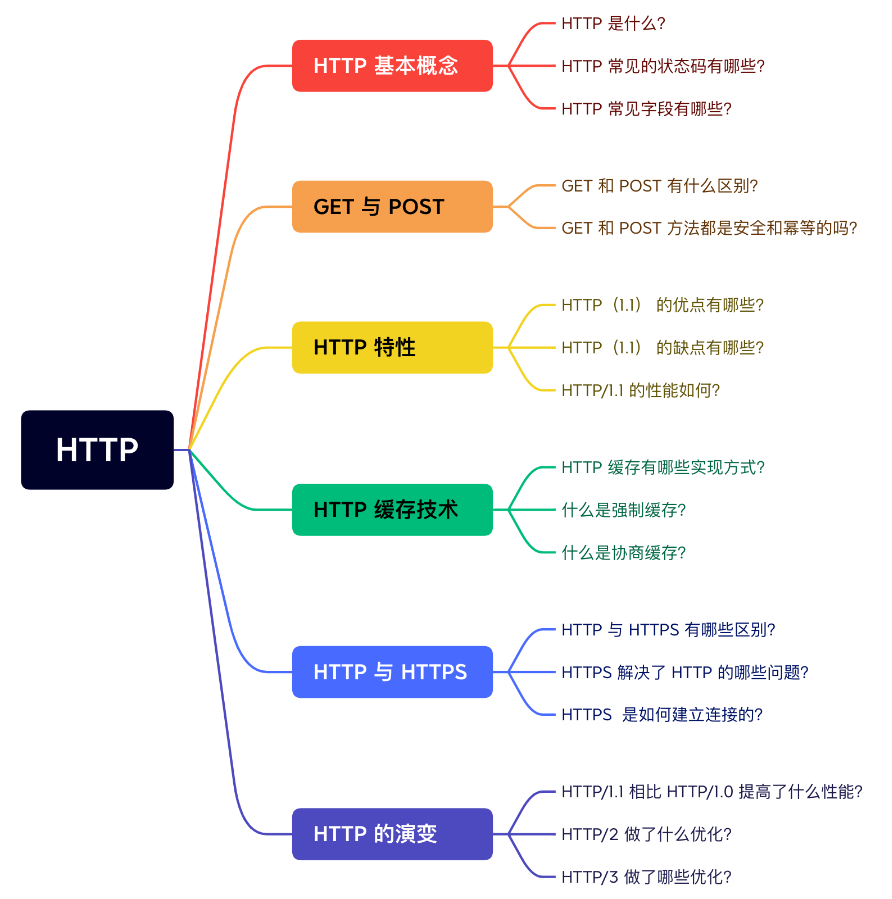 HTTP
HTTP 基本概念
HTTP 是什么?
HTTP 常见的状态码有哪些?
HTTP 常见字段有哪些?
GET 与 POST
GET 和 POST 有什么区别?
GET 和 POST 方法都是安全和幂等的吗?
HTTP 特性
HTTP（1.1） 的优点有哪些?
HTTP（1.1） 的缺点有哪些?
HTTP/1.1 的性能如何?
HTTP 缓存技术
HTTP 缓存有哪些实现方式?
什么是强制缓存?
什么是协商缓存?
HTTP 与 HTTPS
HTTP 与 HTTPS 有哪些区别?
HTTPS 解决了 HTTP 的哪些问题?
HTTPS  是如何建立连接的?
HTTP 的演变
HTTP/1.1 相比 HTTP/1.0 提高了什么性能?
HTTP/2 做了什么优化?
HTTP/3 做了哪些优化?